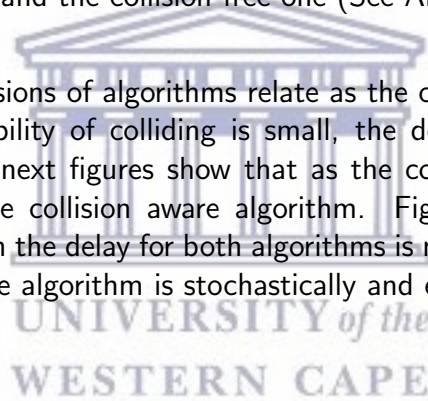 and the collision free one (See
sions of algorithms relate as the
bility of colliding is small, the
next figures show that as the
e collision aware algorithm. Fig
the delay for both algorithms is
e algorithm is stochastically and
UNIVERSITY of the
WESTERN CAPE